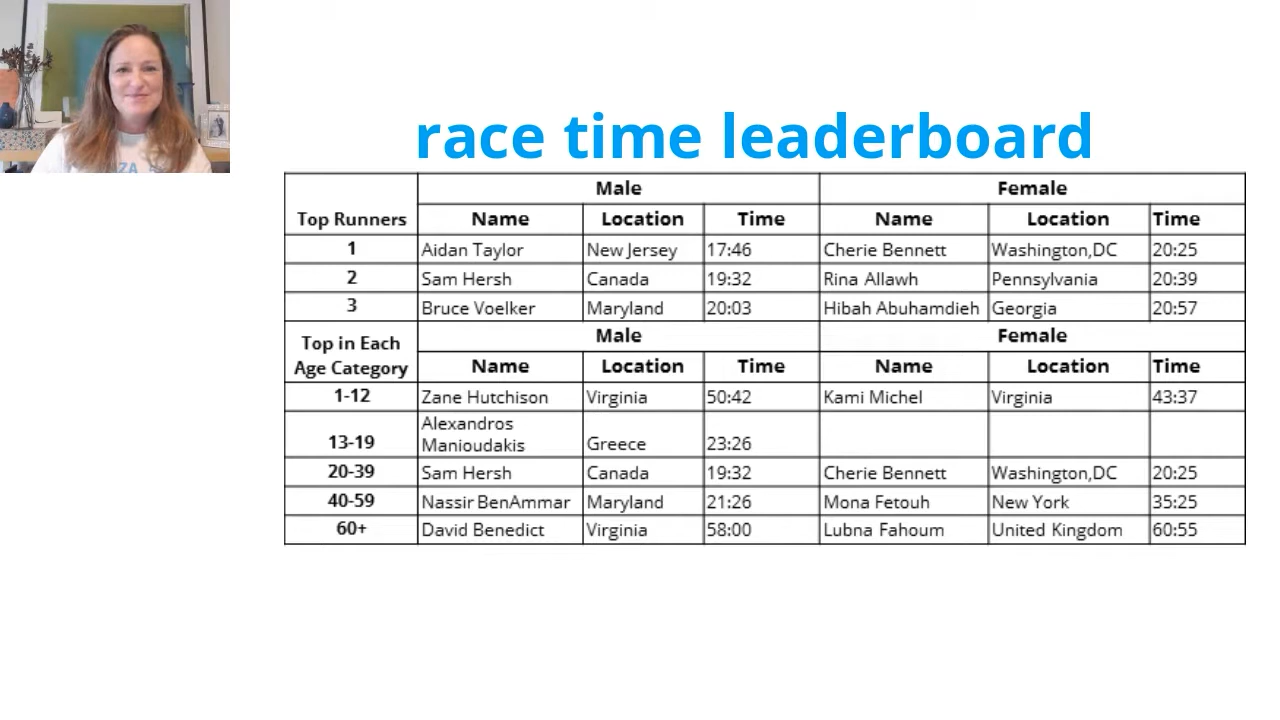 race time leaderboard
Male Female
Top Runners Name Location Time Name Location Time
1 Aidan Taylor New Jersey 17:46 Cherie Bennett Washington,DC 20:25
2 Sam Hersh Canada 19:32 Rina Allawh Pennsylvania 20:39
3 Bruce Voelker Maryland 20:03 Hibah Abuhamdieh Georgia 20:57
Top in Each Male Female
Age Category Name Location Time Name Location Time
1-12 Zane Hutchison Virginia 50:42 Kami Michel Virginia 43:37
Alexandros
13-19 Manioudakis Greece 23:26
20-39 Sam Hersh Canada 19:32 Cherie Bennett Washington,DC 20:25
40-59 Nassir BenAmmar Maryland 21:26 Mona Fetouh New York 35:25
60+ David Benedict Virginia 58:00 Lubna Fahoum United Kingdom 60:55